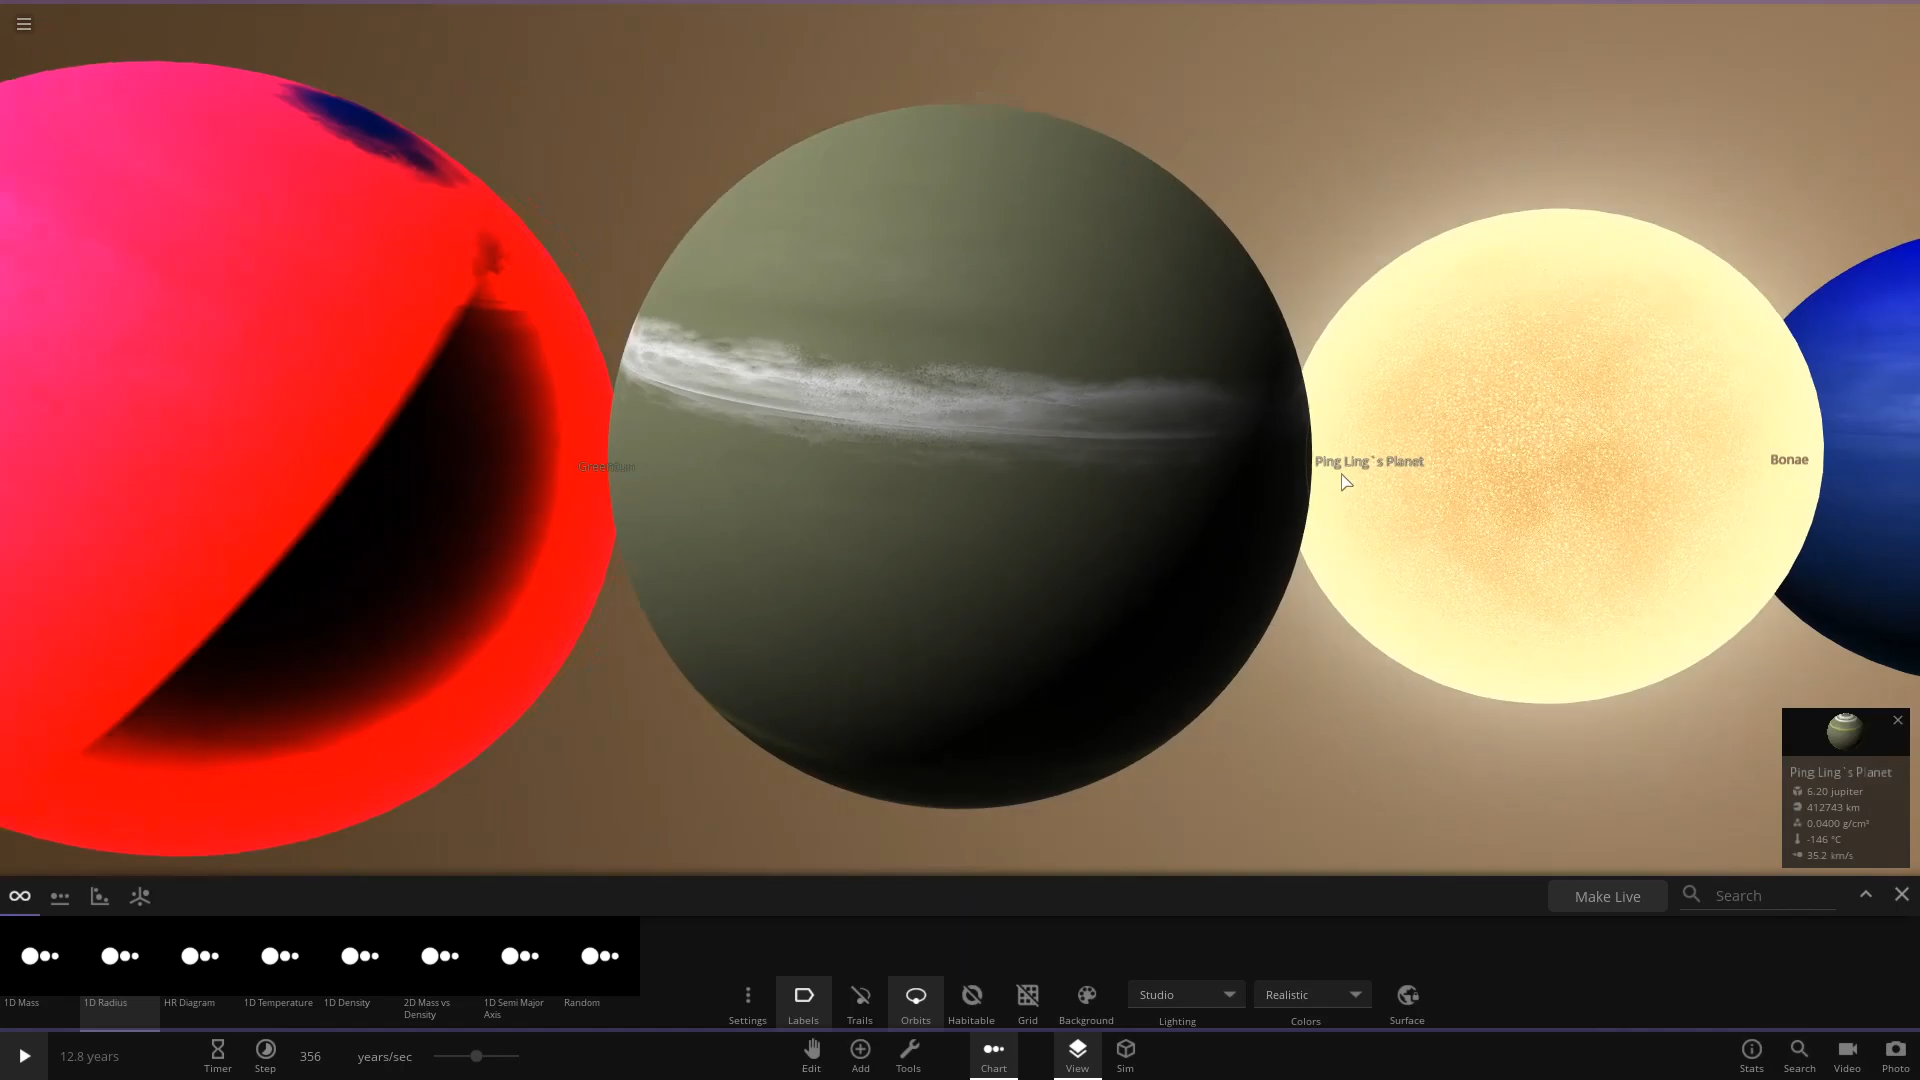 Ping Ling`s Planet
Bonae
Ping Ling`s Planet
6.20 jupiter
412743 km
0.0400 g/cm³
-146 °C
35.2 km/s
Make Live
Search
1D Mass
1D Radius
HR Diagram
1D Temperature
1D Density
2D Mass vs
Density
1D Semi Major
Axis
Random
Settings
Labels
Trails
Orbits
Habitable
Grid
Background
Studio
Lighting
Realistic
Colors
Surface
12.8 years
Timer
Step
356
years/sec
Edit
Add
Tools
Chart
View
Sim
Stats
Search
Video
Photo